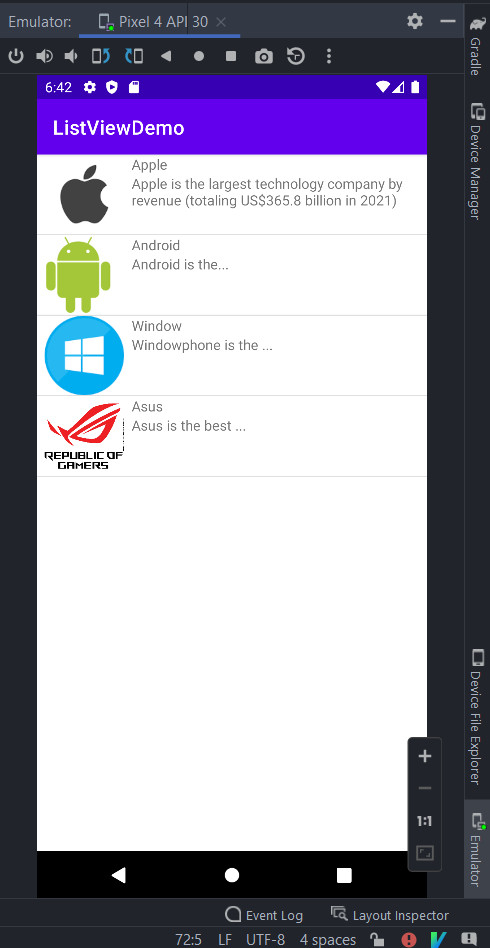 Emulator:
Pixel 4 API 30
Gradle
Device Manager
6:42
ListViewDemo
Apple
Apple is the largest technology company by
revenue (totaling US$365.8 billion in 2021)
Android
Android is the...
Window
Windowphone is the ...
Asus
Asus is the best ...
REPUBLIC OF
GAMERS
Device File Explorer
1:1
Emulator
Event Log
Layout Inspector
72:5
LF
UTF-8
4 spaces